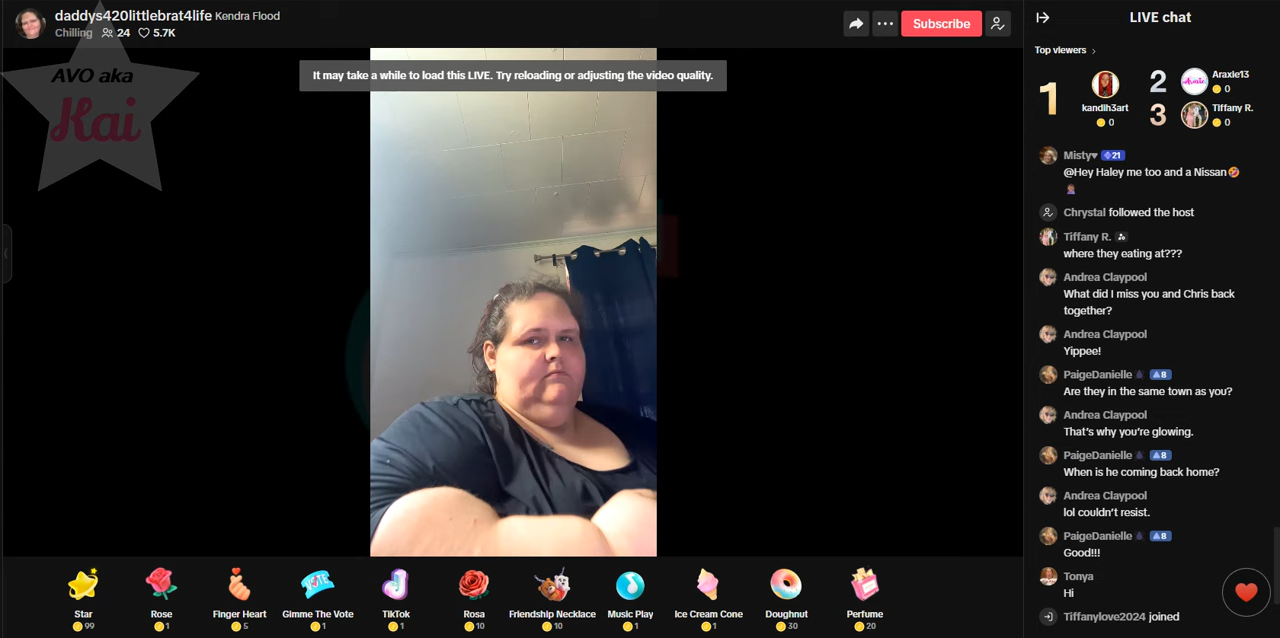 daddys420littlebrat4life Kendra Flood
Chilling 24 5.7K
Subscribe
AVO aka
Kai
It may take a while to load this LIVE. Try reloading or adjusting the video quality.
Star
99
Rose
1
Finger Heart
5
Gimme The Vote
1
TikTok
1
Rosa
10
Friendship Necklace
10
Music Play
1
Ice Cream Cone
1
Doughnut
30
Perfume
20
LIVE chat
Top viewers
1
kandih3art
0
2
Araxie13
0
3
Tiffany R.
0
Misty♥ 21
@Hey Haley me too and a Nissan🤣
Chrystal followed the host
Tiffany R.
where they eating at???
Andrea Claypool
What did I miss you and Chris back
together?
Andrea Claypool
Yippee!
PaigeDanielle 8
Are they in the same town as you?
Andrea Claypool
That's why you're glowing.
PaigeDanielle 8
When is he coming back home?
Andrea Claypool
lol couldn't resist.
PaigeDanielle 8
Good!!!
Tonya
Hi
Tiffanylove2024 joined